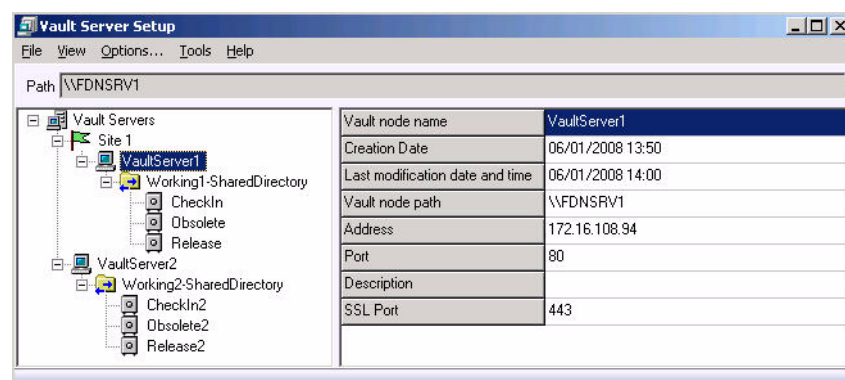 Vault Server Setup
File View Options... Tools Help
Path \\FDNSRV1
Vault Servers
Site 1
VaultServer1
Working1-SharedDirectory
CheckIn
Obsolete
Release
VaultServer2
Working2-SharedDirectory
CheckIn2
Obsolete2
Release2
Vault node name VaultServer1
Creation Date 06/01/2008 13:50
Last modification date and time 06/01/2008 14:00
Vault node path \\FDNSRV1
Address 172.16.108.94
Port 80
Description
SSL Port 443